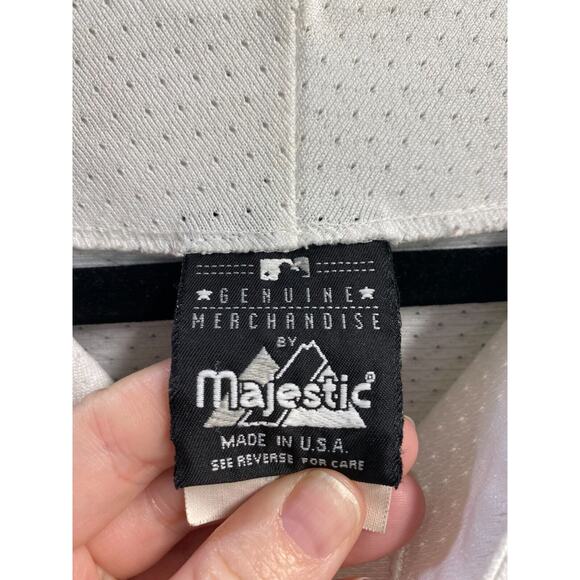 ★ GENUINE ★
MERCHANDISE
BY
Majestic®
MADE IN U.S.A.
SEE REVERSE FOR CARE